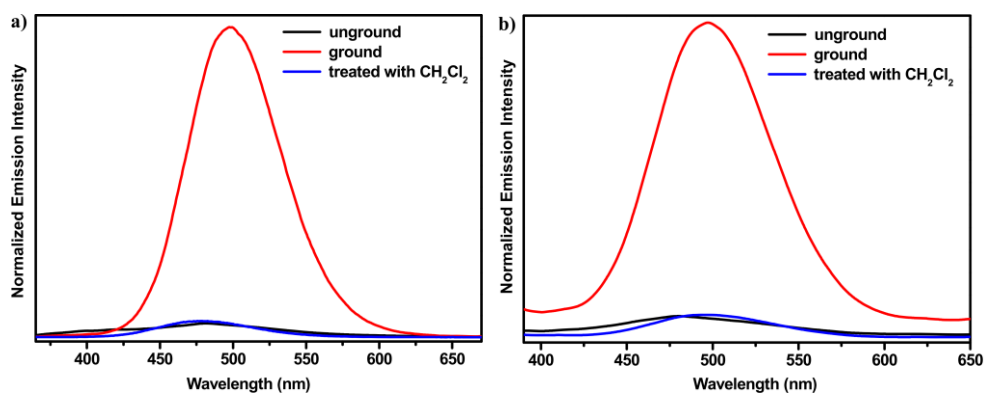 a)
unground
ground
treated with CH₂Cl₂
Normalized Emission Intensity
400 450 500 550 600 650
Wavelength (nm)
b)
unground
ground
treated with CH₂Cl₂
Normalized Emission Intensity
400 450 500 550 600 650
Wavelength (nm)